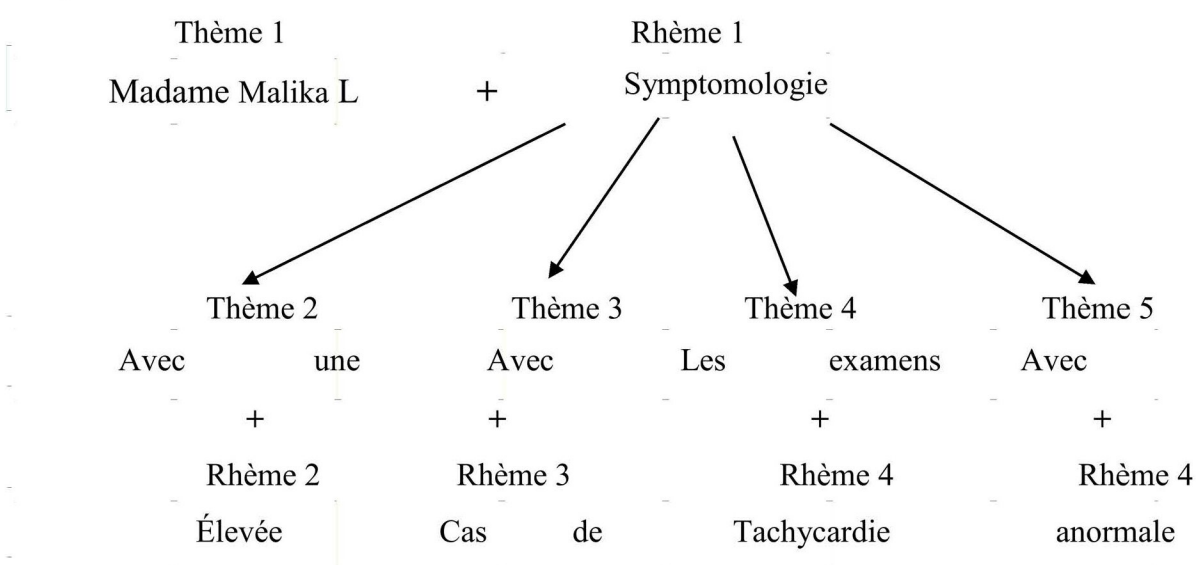 Thème 1 Rhème 1
Madame Malika L + Symptomologie
Thème 2 Thème 3 Thème 4 Thème 5
Avec une Avec Les examens Avec
+ + + +
Rhème 2 Rhème 3 Rhème 4 Rhème 4
Élevée Cas de Tachycardie anormale